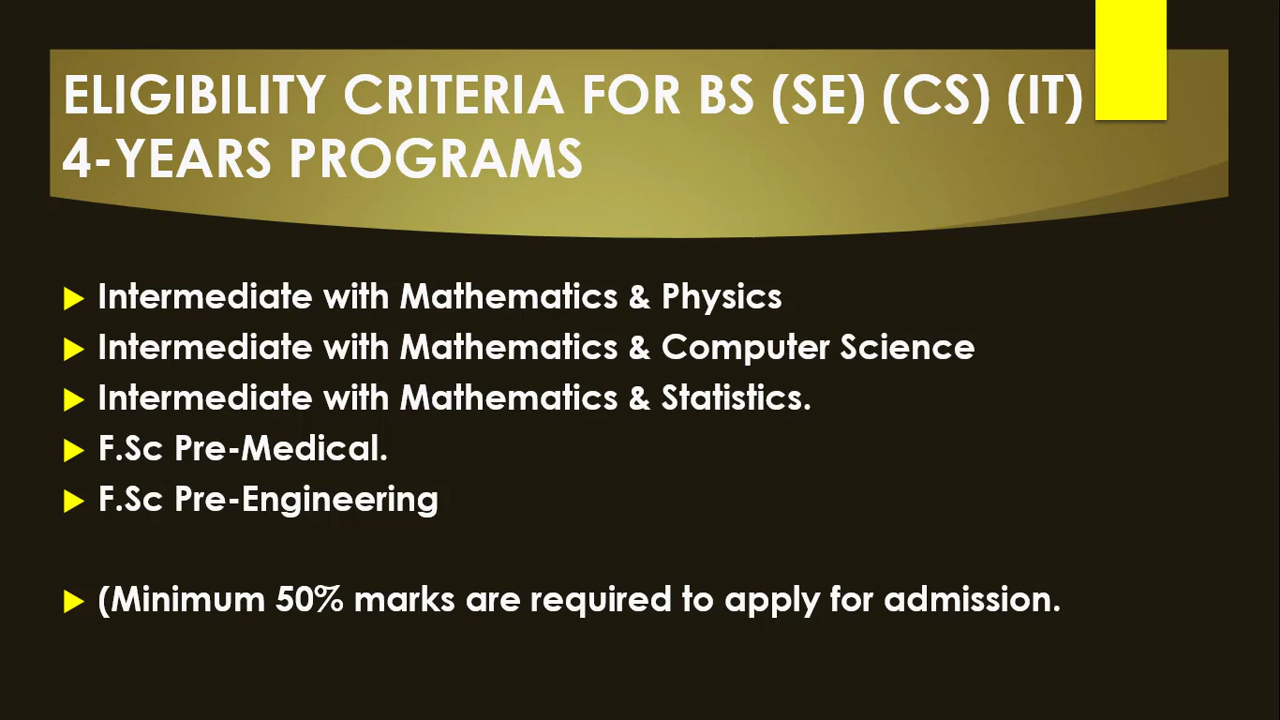 ELIGIBILITY CRITERIA FOR BS (SE) (CS) (IT)
4-YEARS PROGRAMS
Intermediate with Mathematics & Physics
Intermediate with Mathematics & Computer Science
Intermediate with Mathematics & Statistics.
F.Sc Pre-Medical.
F.Sc Pre-Engineering
(Minimum 50% marks are required to apply for admission.